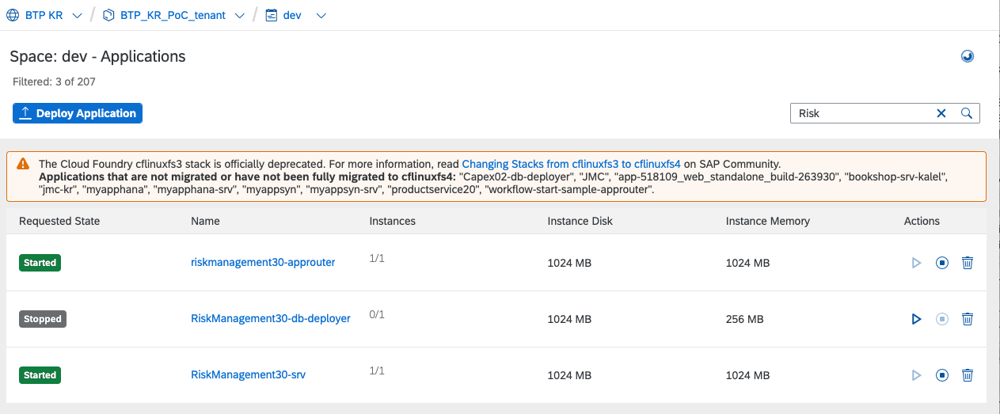 BTP KR / BTP_KR_PoC_tenant / dev
Space: dev - Applications
Filtered: 3 of 207
Deploy Application
Risk
The Cloud Foundry cflinuxfs3 stack is officially deprecated. For more information, read Changing Stacks from cflinuxfs3 to cflinuxfs4 on SAP Community.
Applications that are not migrated or have not been fully migrated to cflinuxfs4: "Capex02-db-deployer", "JMC", "app-518109_web_standalone_build-263930", "bookshop-srv-kalel",
"jmc-kr", "myapphana", "myapphana-srv", "myappsyn", "myappsyn-srv", "productservice20", "workflow-start-sample-approuter".
Requested State Name Instances Instance Disk Instance Memory Actions
Started riskmanagement30-approuter 1/1 1024 MB 1024 MB
Stopped RiskManagement30-db-deployer 0/1 1024 MB 256 MB
Started RiskManagement30-srv 1/1 1024 MB 1024 MB